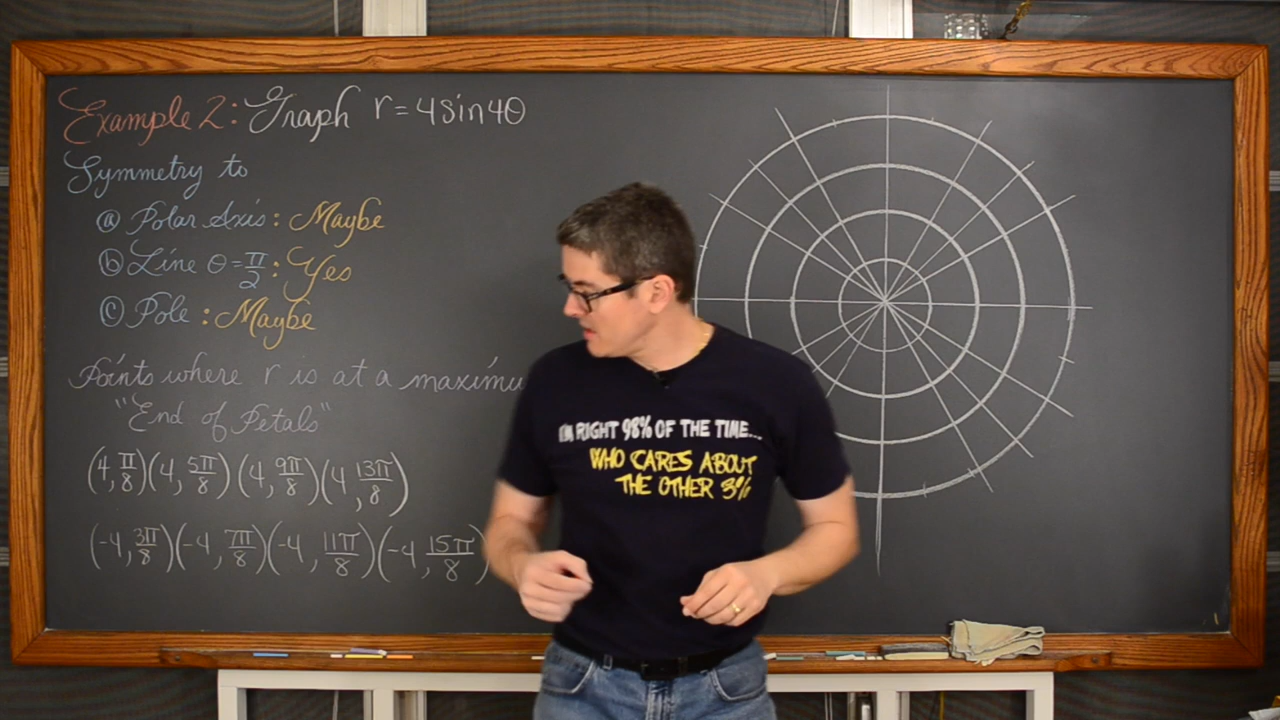 Example 2: Graph r=4sin4θ
Symmetry to
ⓐ Polar Axis: Maybe
ⓑ Line θ=π/2: Yes
ⓒ Pole: Maybe
Points where r is at a maximu
"End of Petals"
(4, π/8)(4, 5π/8)(4, 9π/8)(4, 13π/8)
(-4, 3π/8)(-4, 7π/8)(-4, 11π/8)(-4, 15π/8)
I'M RIGHT 98% OF THE TIME...
WHO CARES ABOUT
THE OTHER 3%